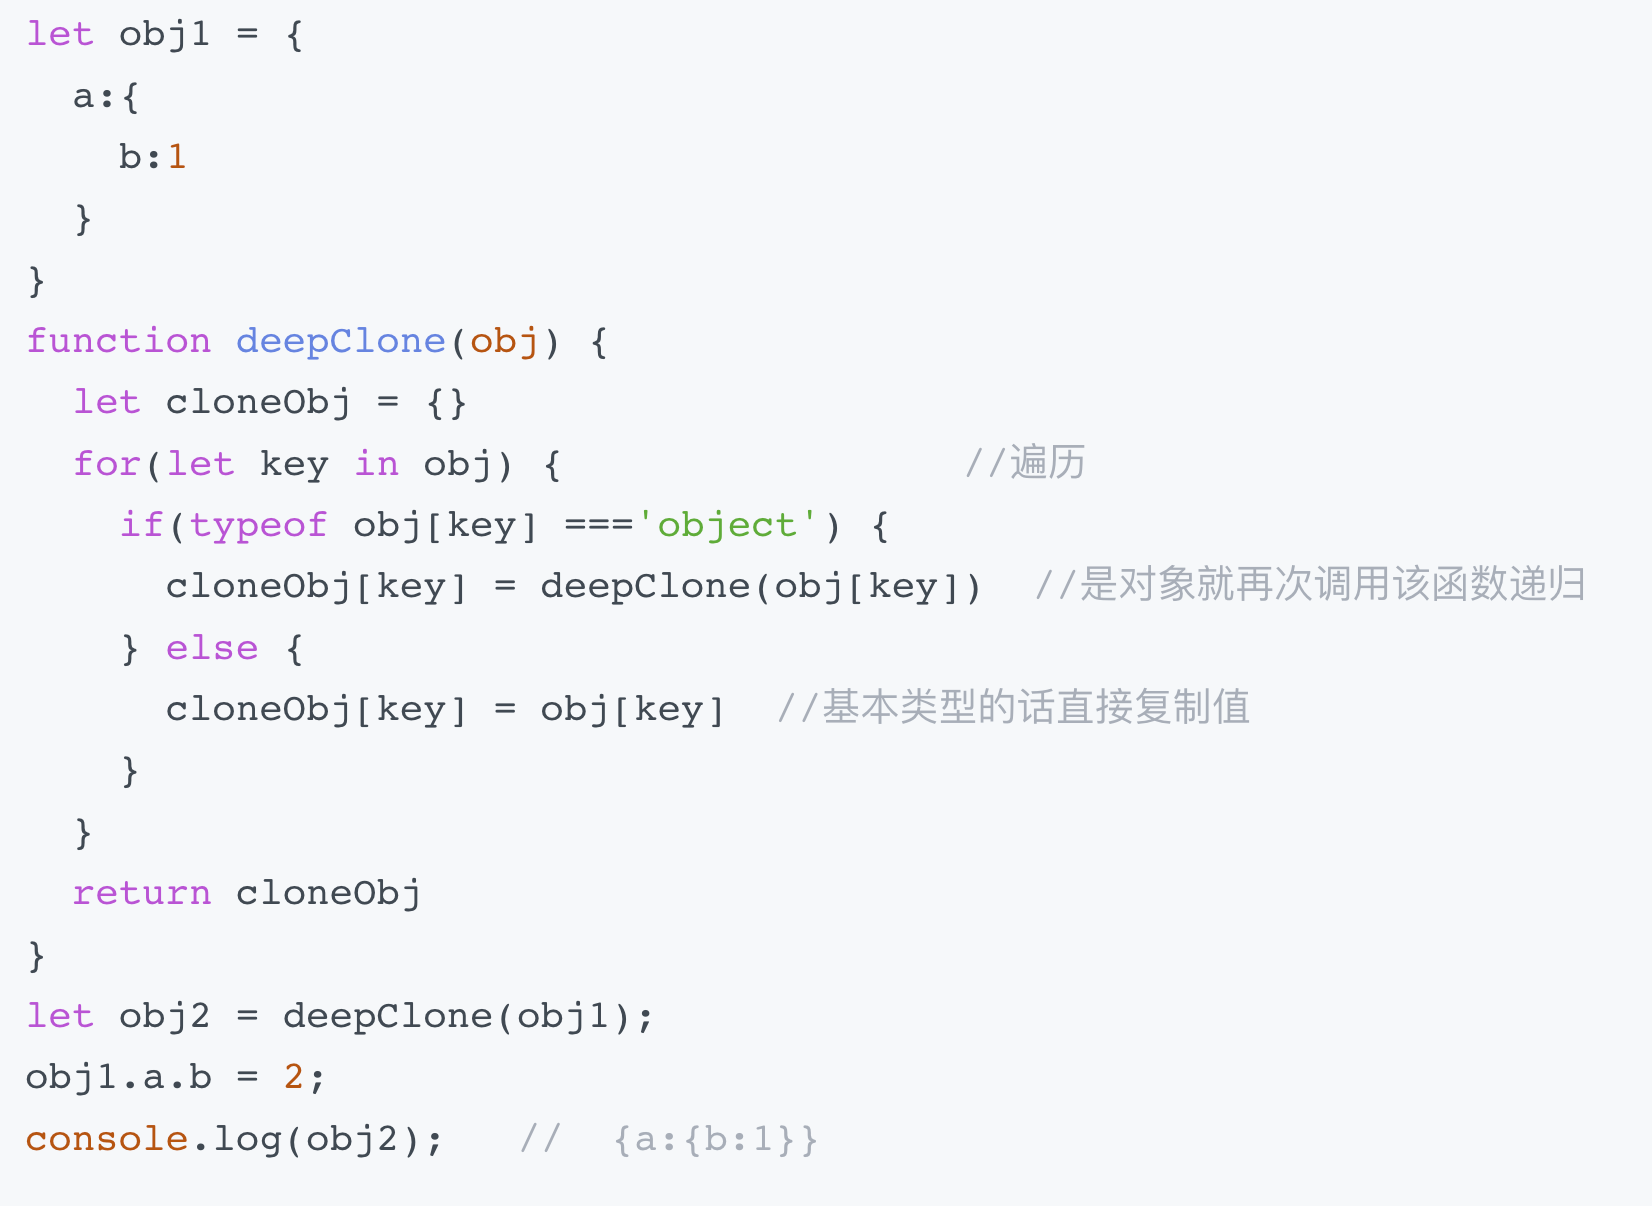 let obj1 = {
  a:{
    b:1
  }
}
function deepClone(obj) {
  let cloneObj = {}
  for(let key in obj) {                 //遍历
    if(typeof obj[key] ==='object') {
      cloneObj[key] = deepClone(obj[key])  //是对象就再次调用该函数递归
    } else {
      cloneObj[key] = obj[key]  //基本类型的话直接复制值
    }
  }
  return cloneObj
}
let obj2 = deepClone(obj1);
obj1.a.b = 2;
console.log(obj2);   //  {a:{b:1}}